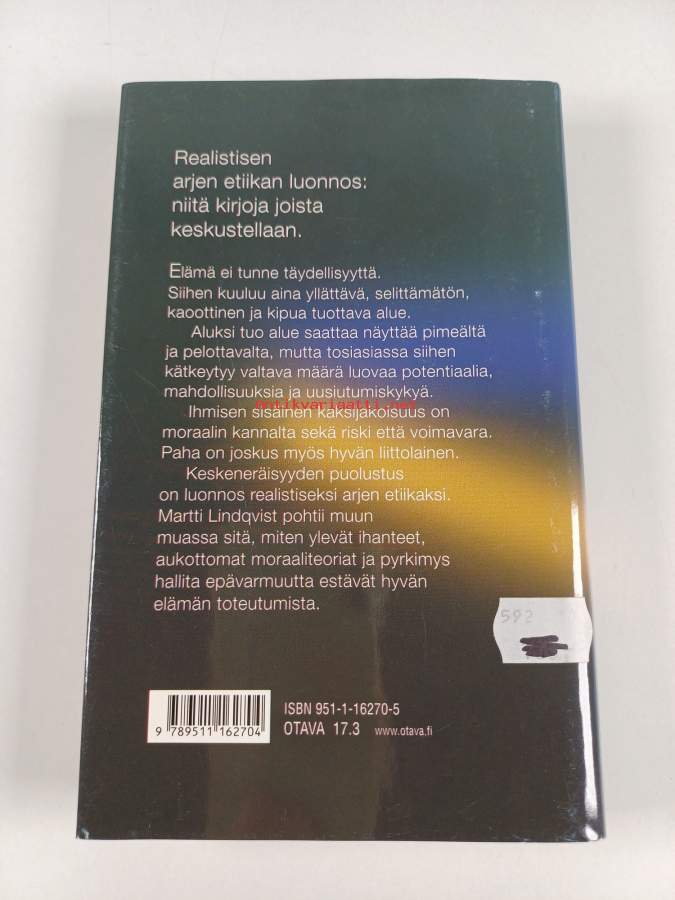 Realistisen
arjen etiikan luonnos:
niitä kirjoja joista
keskustellaan.
Elämä ei tunne täydellisyyttä.
Siihen kuuluu aina yllättävä, selittämätön,
kaoottinen ja kipua tuottava alue.
Aluksi tuo alue saattaa näyttää pimeältä
ja pelottavalta, mutta tosiasiassa siihen
kätkeytyy valtava määrä luovaa potentiaalia,
mahdollisuuksia ja uusiutumiskykyä.
antikvariaatti.net
Ihmisen sisäinen kaksijakoisuus on
moraalin kannalta sekä riski että voimavara.
Paha on joskus myös hyvän liittolainen.
Keskeneräisyyden puolustus
on luonnos realistiseksi arjen etiikaksi.
Martti Lindqvist pohtii muun
muassa sitä, miten ylevät ihanteet,
aukottomat moraaliteoriat ja pyrkimys
hallita epävarmuutta estävät hyvän
elämän toteutumista.
592
ISBN 951-1-16270-5
OTAVA 17.3 www.otava.fi
9 789511 162704